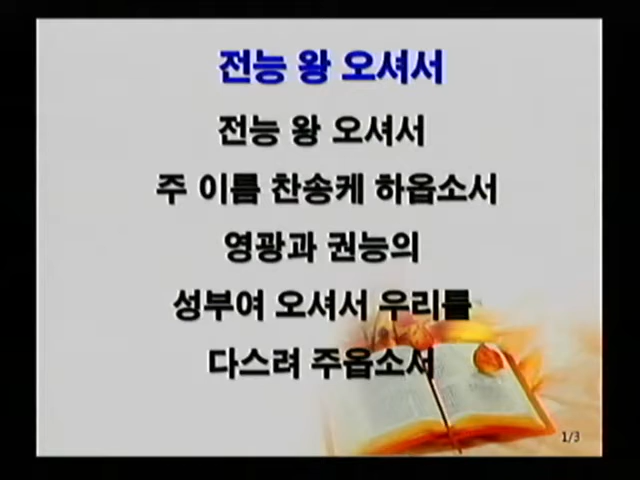 전능 왕 오셔서
전능 왕 오셔서
주 이름 찬송케 하옵소서
영광과 권능의
성부여 오셔서 우리를
다스려 주옵소서
1/3